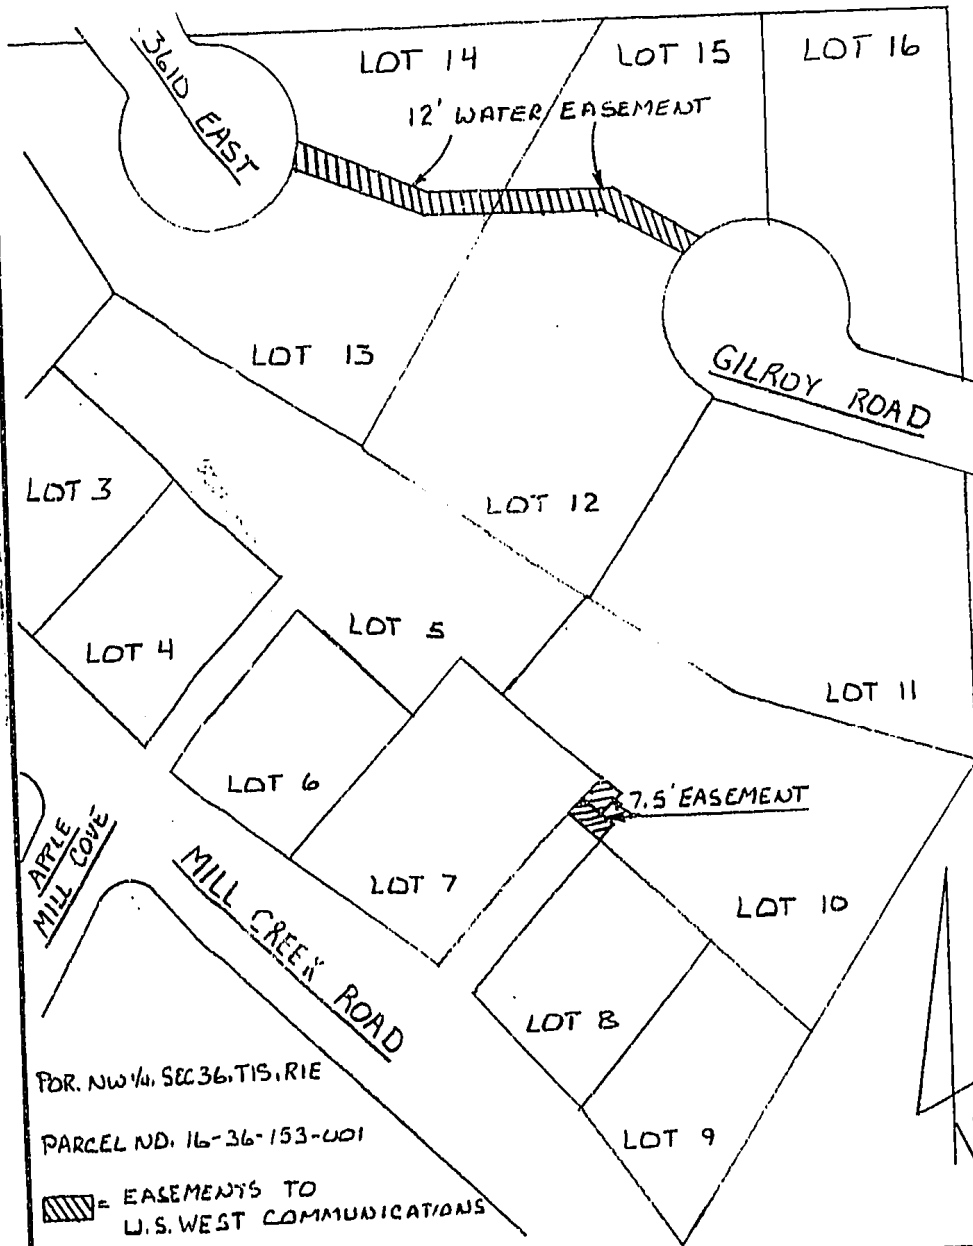 3610 EAST
LOT 14
LOT 15
LOT 16
12' WATER EASEMENT
LOT 13
GILROY ROAD
LOT 3
LOT 12
LOT 4
LOT 5
LOT 11
LOT 6
7.5' EASEMENT
APPLE
MILL COVE
MILL CREEK ROAD
LOT 7
LOT 10
LOT 8
LOT 9
POR. NW 1/4, SEC 36, T1S, R1E
PARCEL NO. 16-36-153-001
= EASEMENTS TO
U.S. WEST COMMUNICATIONS